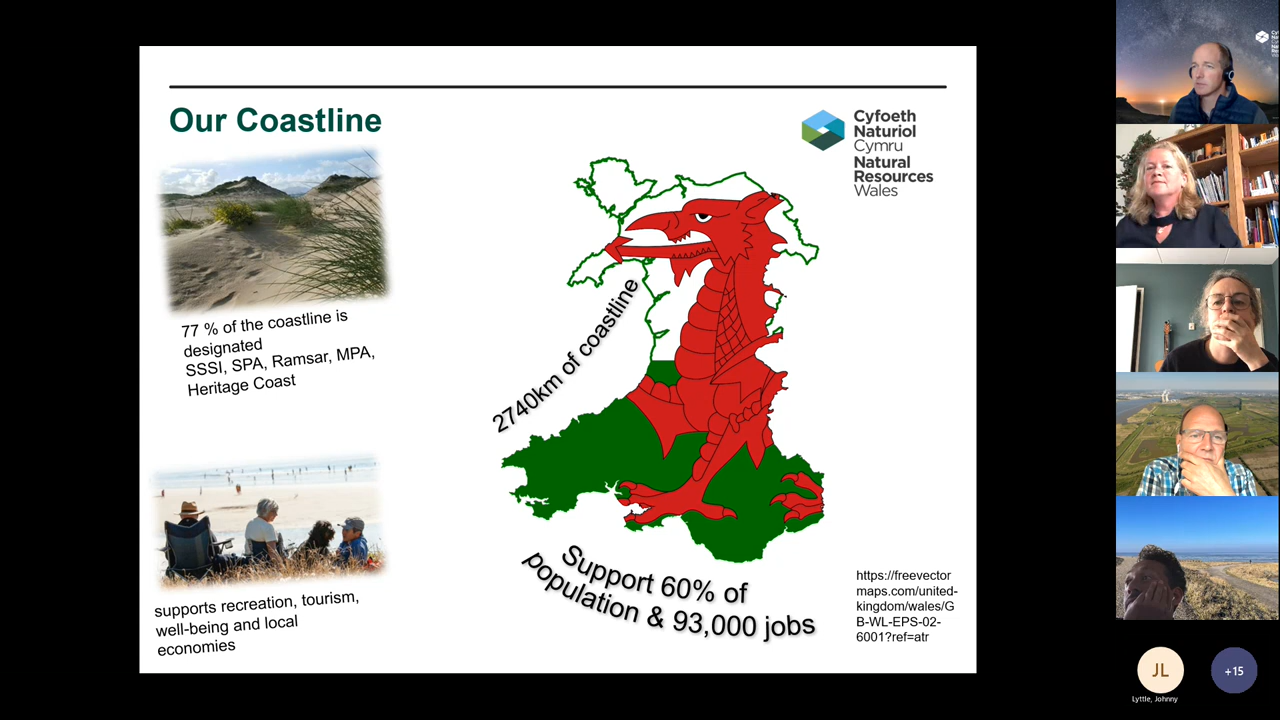 Our Coastline
Cyfoeth
Naturiol
Cymru
Natural
Resources
Wales
77 % of the coastline is
designated
SSSI, SPA, Ramsar, MPA,
Heritage Coast
2740km of coastline
supports recreation, tourism,
well-being and local
economies
Support 60% of
population & 93,000 jobs
https://freevector
maps.com/united-
kingdom/wales/G
B-WL-EPS-02-
6001?ref=atr
JL
+15
Lyttle, Johnny